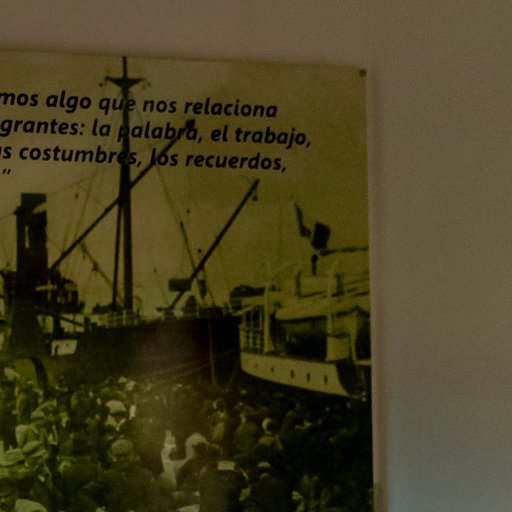 mos algo que nos relaciona
grantes: la palabra, el trabajo,
s costumbres, los recuerdos,
”